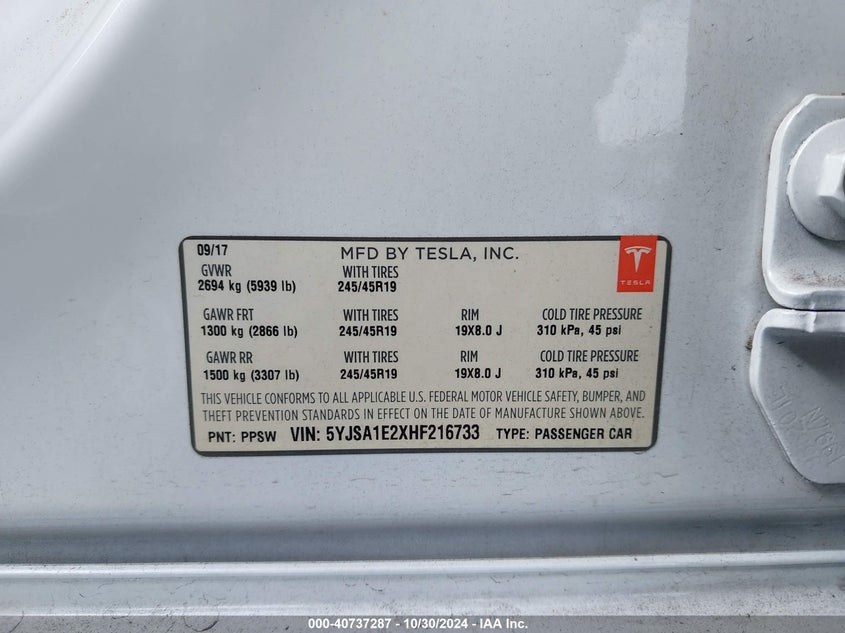 09/17 MFD BY TESLA, INC.
GVWR WITH TIRES
2694 kg (5939 lb) 245/45R19
TESLA
GAWR FRT WITH TIRES RIM COLD TIRE PRESSURE
1300 kg (2866 lb) 245/45R19 19X8.0 J 310 kPa, 45 psi
GAWR RR WITH TIRES RIM COLD TIRE PRESSURE
1500 kg (3307 lb) 245/45R19 19X8.0 J 310 kPa, 45 psi
THIS VEHICLE CONFORMS TO ALL APPLICABLE U.S. FEDERAL MOTOR VEHICLE SAFETY, BUMPER, AND
THEFT PREVENTION STANDARDS IN EFFECT ON THE DATE OF MANUFACTURE SHOWN ABOVE.
PNT: PPSW VIN: 5YJSA1E2XHF216733 TYPE: PASSENGER CAR
000-40737287 - 10/30/2024 - IAA Inc.